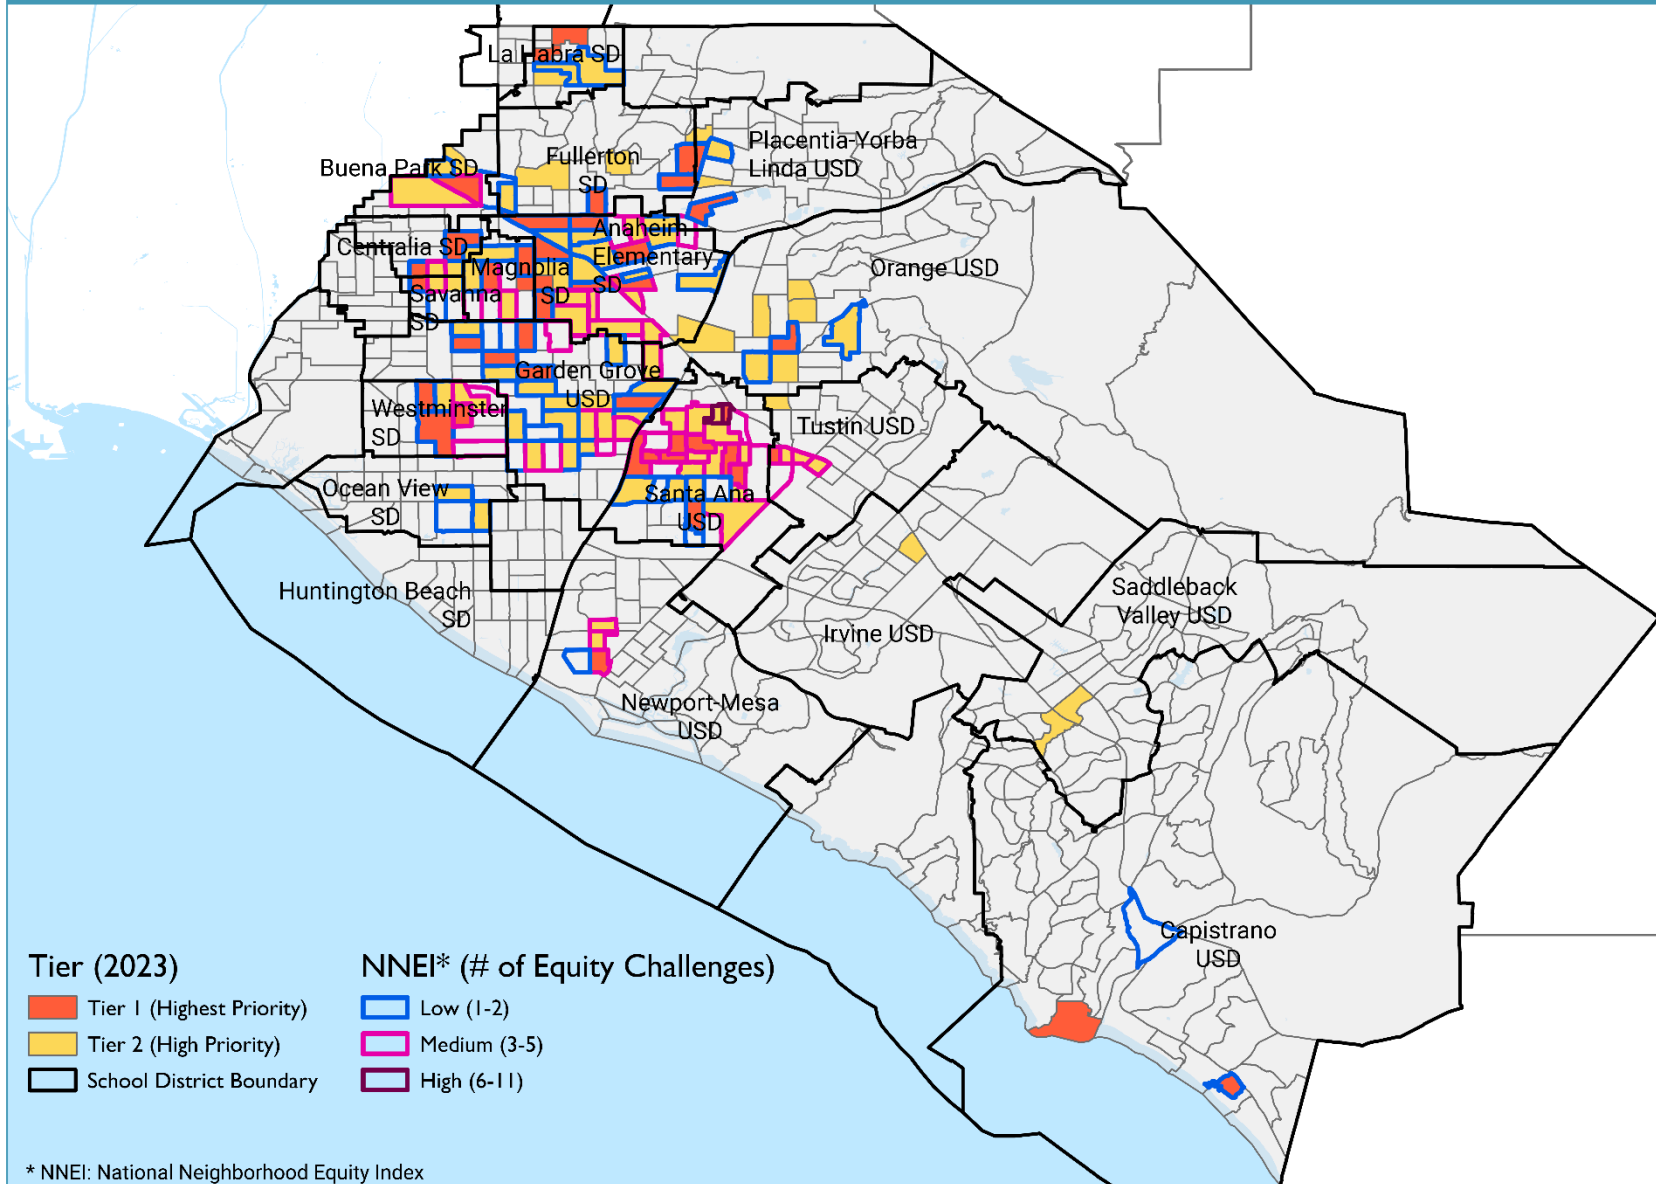 La Habra SD
Placentia-Yorba
Linda USD
Fullerton
SD
Buena Park SD
Anaheim
Elementary
SD
Centralia SD
Magnolia
SD
Orange USD
Savanna
SD
Garden Grove
USD
Westminster
SD
Tustin USD
Ocean View
SD
Santa Ana
USD
Huntington Beach
SD
Irvine USD
Saddleback
Valley USD
Newport-Mesa
USD
Capistrano
USD
Tier (2023)
Tier 1 (Highest Priority)
Tier 2 (High Priority)
School District Boundary
NNEI* (# of Equity Challenges)
Low (1-2)
Medium (3-5)
High (6-11)
* NNEI: National Neighborhood Equity Index